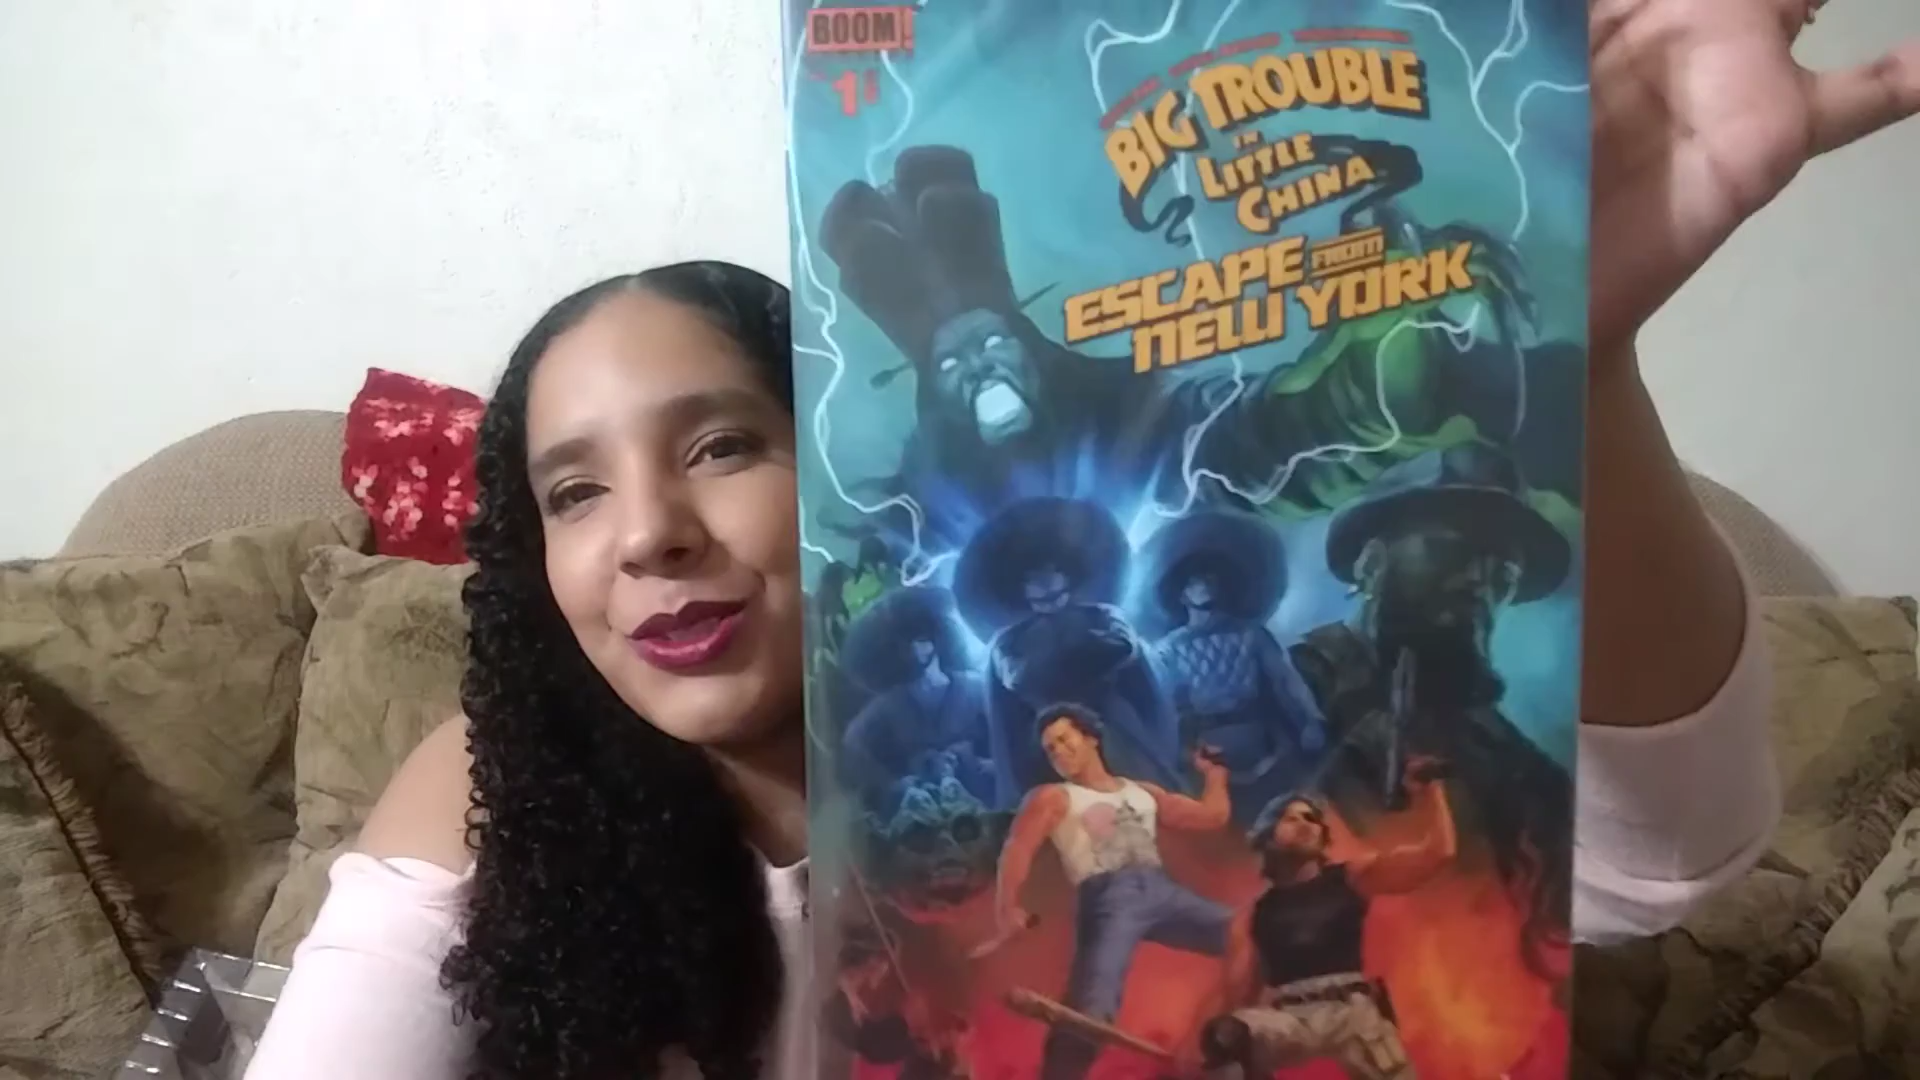 BOOM!
1
BIG TROUBLE
IN
LITTLE
CHINA
ESCAPE FROM
NEW YORK